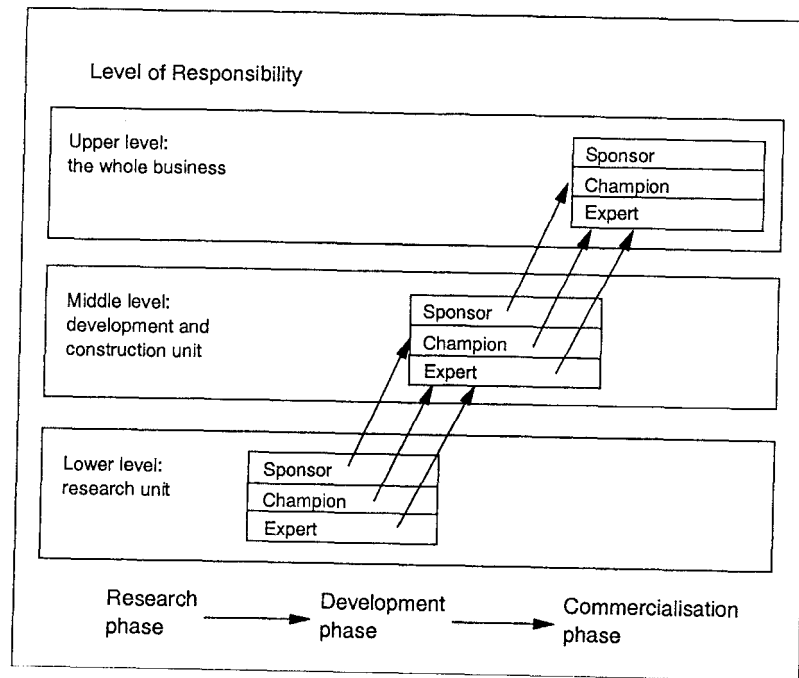 Level of Responsibility
Upper level:
the whole business
Sponsor
Champion
Expert
Middle level:
development and
construction unit
Sponsor
Champion
Expert
Lower level:
research unit
Sponsor
Champion
Expert
Research
phase
Development
phase
Commercialisation
phase